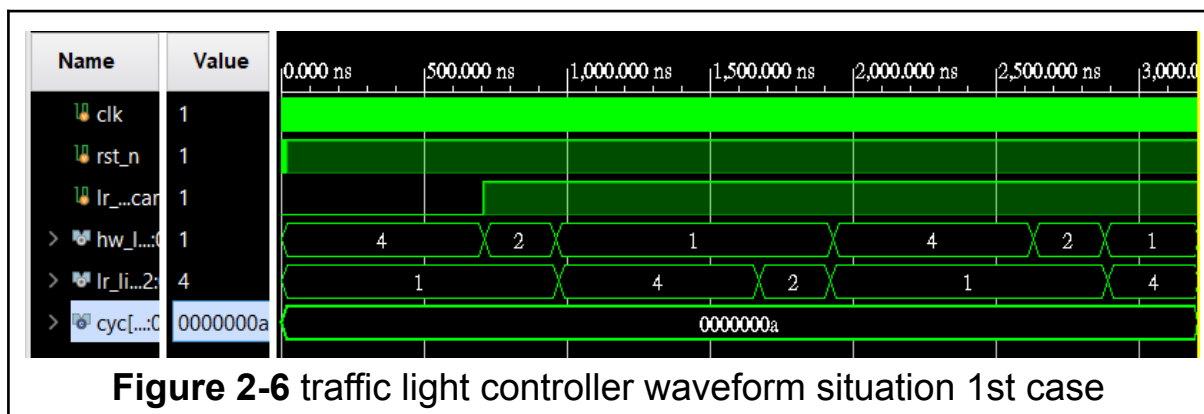 Name Value 0.000 ns 500.000 ns 1,000.000 ns 1,500.000 ns 2,000.000 ns 2,500.000 ns 3,000.0
clk 1
rst_n 1
lr_...car 1
hw_l...:0 1 4 2 1 4 2 1
lr_li...2: 4 1 4 2 1 4
cyc[...:0 0000000a 0000000a
Figure 2-6 traffic light controller waveform situation 1st case